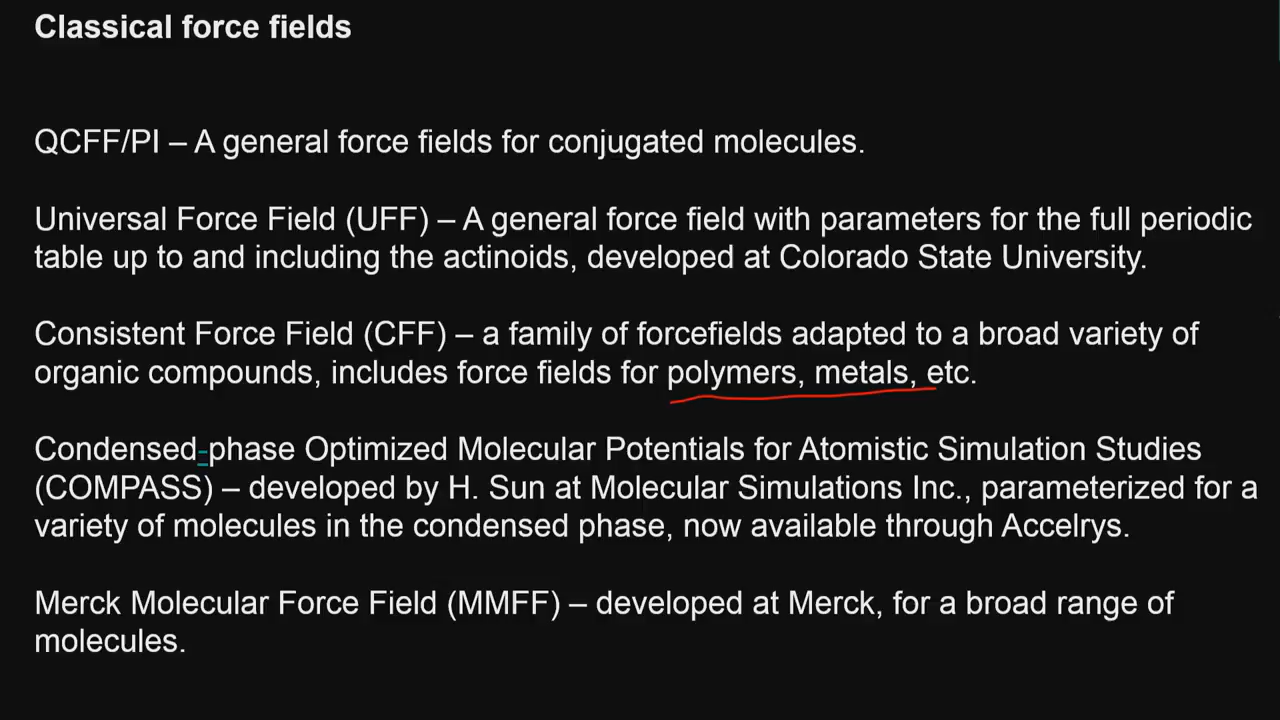 Classical force fields
QCFF/PI – A general force fields for conjugated molecules.
Universal Force Field (UFF) – A general force field with parameters for the full periodic
table up to and including the actinoids, developed at Colorado State University.
Consistent Force Field (CFF) – a family of forcefields adapted to a broad variety of
organic compounds, includes force fields for polymers, metals, etc.
Condensed-phase Optimized Molecular Potentials for Atomistic Simulation Studies
(COMPASS) – developed by H. Sun at Molecular Simulations Inc., parameterized for a
variety of molecules in the condensed phase, now available through Accelrys.
Merck Molecular Force Field (MMFF) – developed at Merck, for a broad range of
molecules.